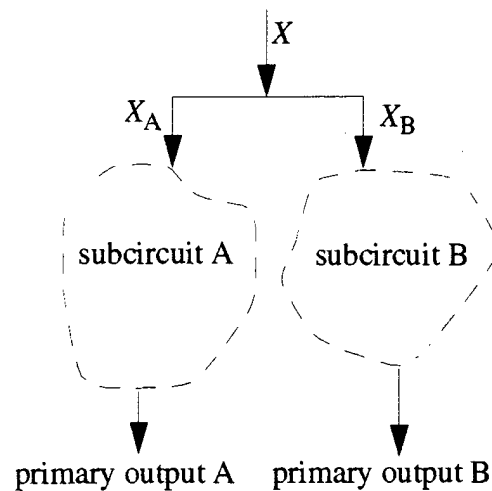 X
X_A
X_B
subcircuit A
subcircuit B
primary output A
primary output B